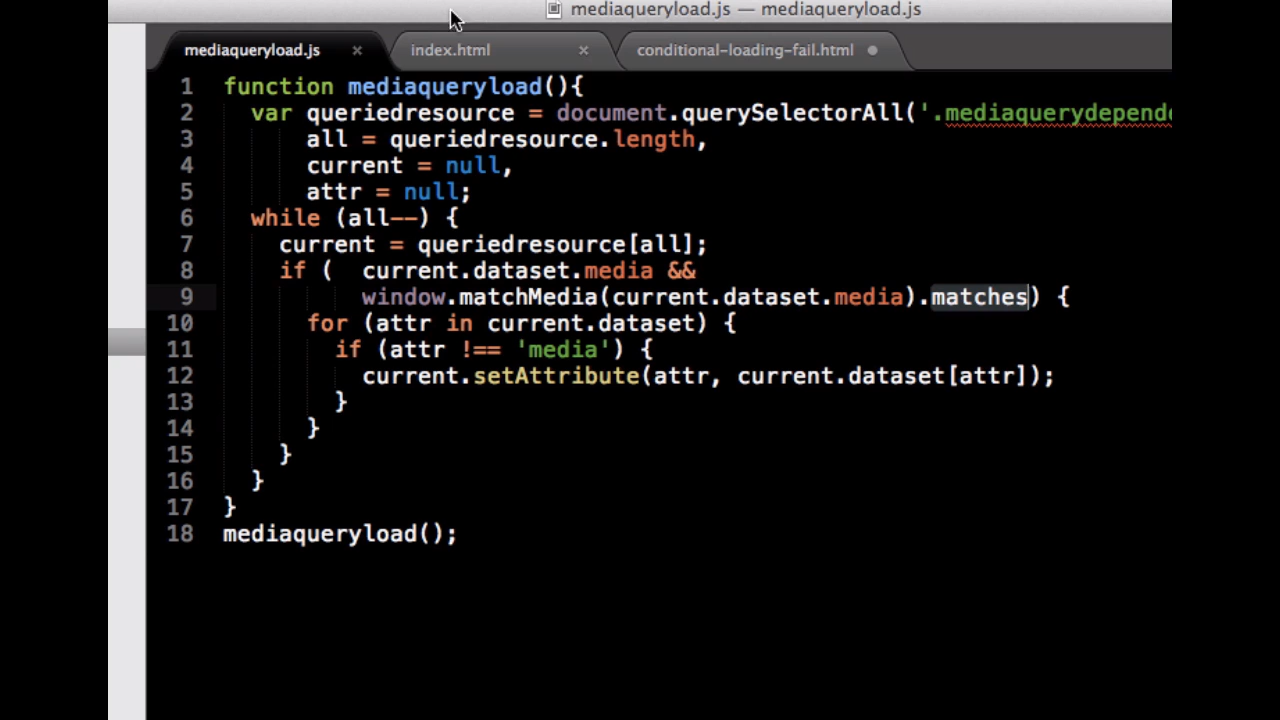 mediaqueryload.js — mediaqueryload.js
mediaqueryload.js × index.html × conditional-loading-fail.html
1 function mediaqueryload(){
2 var queriedresource = document.querySelectorAll('.
3 all = queriedresource.length,
4 current = null,
5 attr = null;
6 while (all--) {
7 current = queriedresource[all];
8 if (  current.dataset.media &&
9 window.matchMedia(current.dataset.media).matches) {
10 for (attr in current.dataset) {
11 if (attr !== 'media') {
12 current.setAttribute(attr, current.dataset[attr]);
13 }
14 }
15 }
16 }
17 }
18 mediaqueryload();